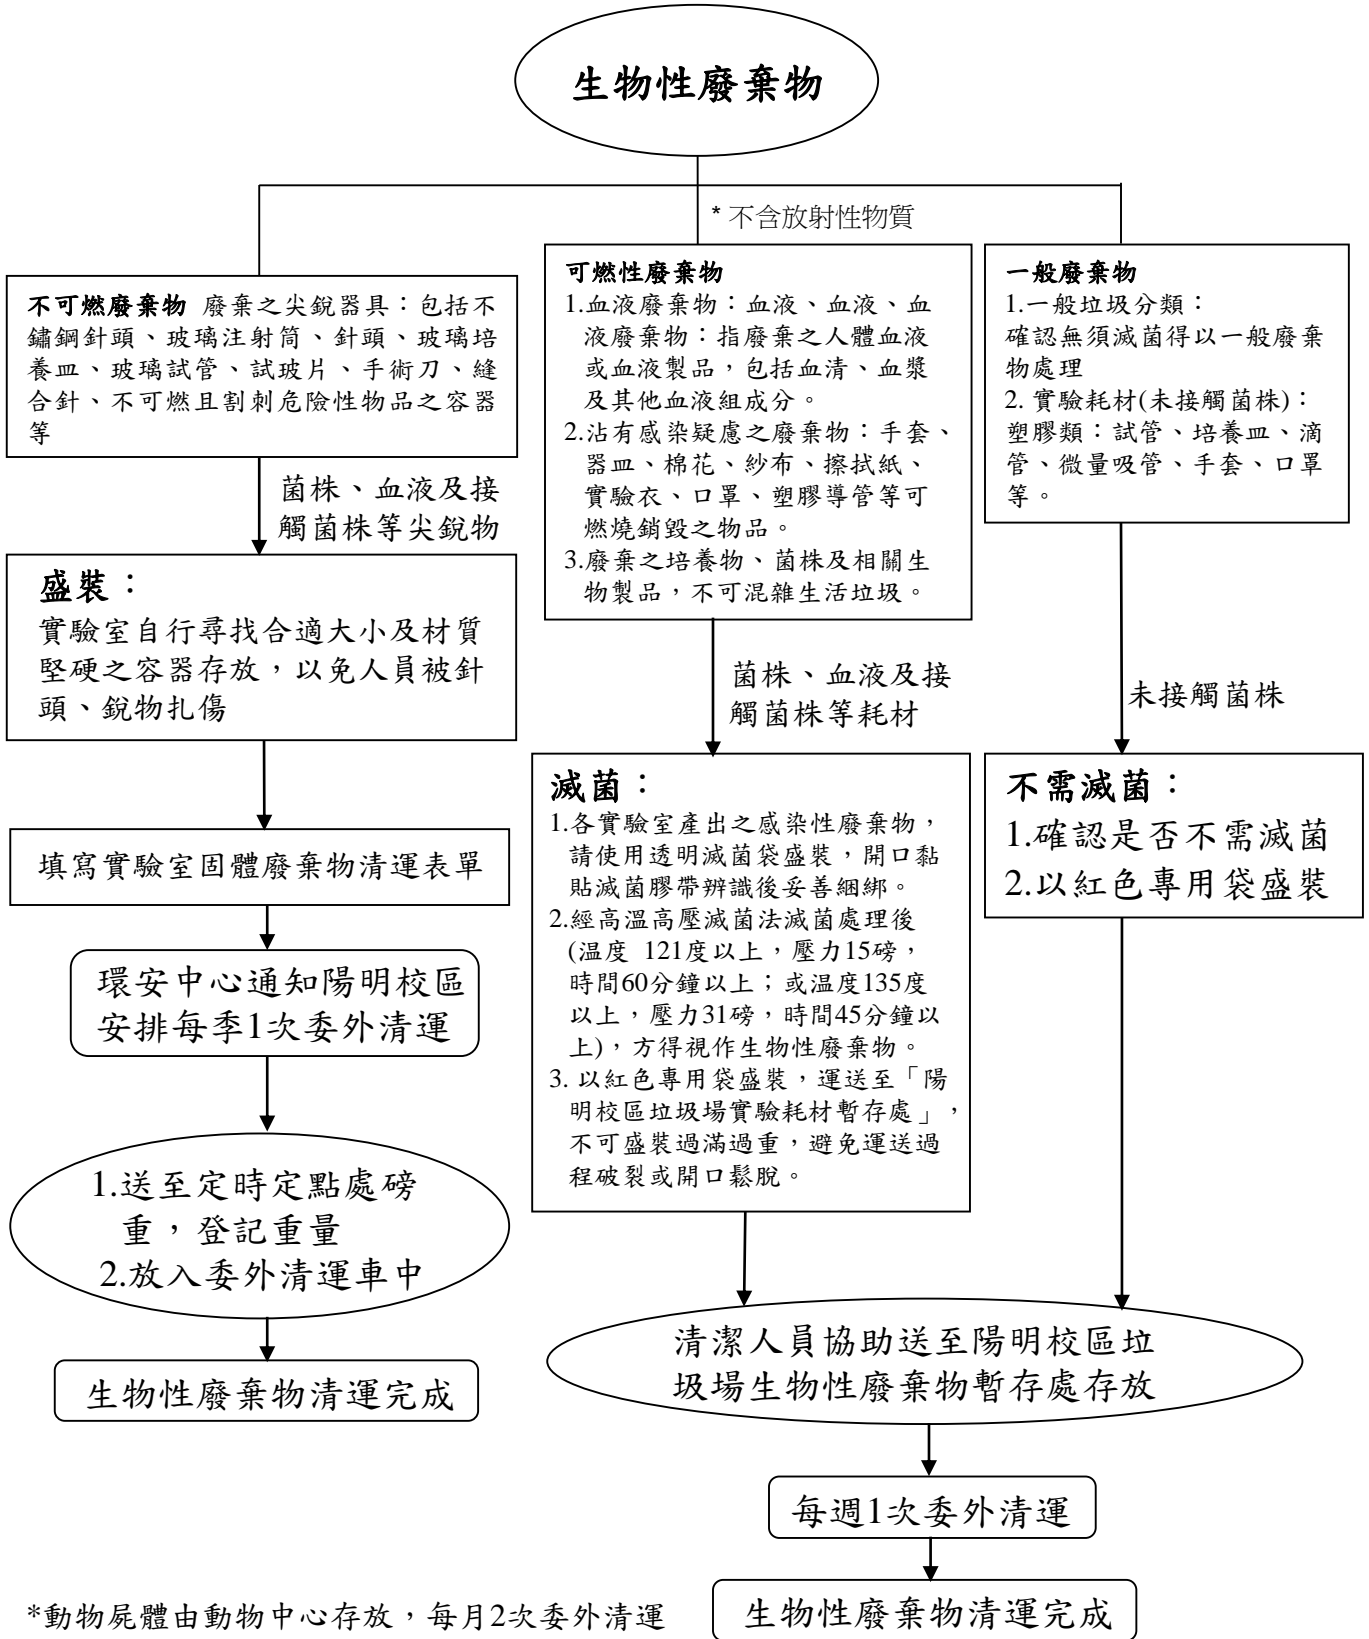 生物性廢棄物
* 不含放射性物質
不可燃廢棄物 廢棄之尖銳器具：包括不
鏽鋼針頭、玻璃注射筒、針頭、玻璃培
養皿、玻璃試管、試玻片、手術刀、縫
合針、不可燃且割刺危險性物品之容器
等
菌株、血液及接
觸菌株等尖銳物
盛裝：
實驗室自行尋找合適大小及材質
堅硬之容器存放，以免人員被針
頭、銳物扎傷
填寫實驗室固體廢棄物清運表單
環安中心通知陽明校區
安排每季1次委外清運
1.送至定時定點處磅
重，登記重量
2.放入委外清運車中
生物性廢棄物清運完成
可燃性廢棄物
1.血液廢棄物：血液、血液、血
液廢棄物：指廢棄之人體血液
或血液製品，包括血清、血漿
及其他血液組成分。
2.沾有感染疑慮之廢棄物：手套、
器皿、棉花、紗布、擦拭紙、
實驗衣、口罩、塑膠導管等可
燃燒銷毀之物品。
3.廢棄之培養物、菌株及相關生
物製品，不可混雜生活垃圾。
菌株、血液及接
觸菌株等耗材
滅菌：
1.各實驗室產出之感染性廢棄物，
請使用透明滅菌袋盛裝，開口黏
貼滅菌膠帶辨識後妥善綑綁。
2.經高溫高壓滅菌法滅菌處理後
(温度 121度以上，壓力15磅，
時間60分鐘以上；或温度135度
以上，壓力31磅，時間45分鐘以
上)，方得視作生物性廢棄物。
3. 以紅色專用袋盛裝，運送至「陽
明校區垃圾場實驗耗材暫存處」，
不可盛裝過滿過重，避免運送過
程破裂或開口鬆脫。
一般廢棄物
1.一般垃圾分類：
確認無須滅菌得以一般廢棄
物處理
2. 實驗耗材(未接觸菌株)：
塑膠類：試管、培養皿、滴
管、微量吸管、手套、口罩
等。
未接觸菌株
不需滅菌：
1.確認是否不需滅菌
2.以紅色專用袋盛裝
清潔人員協助送至陽明校區垃
圾場生物性廢棄物暫存處存放
每週1次委外清運
生物性廢棄物清運完成
*動物屍體由動物中心存放，每月2次委外清運